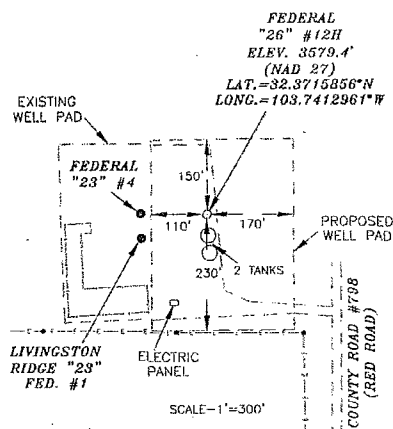 FEDERAL
"26" #12H
ELEV. 3579.4'
(NAD 27)
LAT.=32.3715856°N
LONG.=103.7412961°W
EXISTING
WELL PAD
FEDERAL
"23" #4
150'
110'
170'
PROPOSED
WELL PAD
2 TANKS
230'
LIVINGSTON
RIDGE "23"
FED. #1
ELECTRIC
PANEL
COUNTY ROAD #798
(RED ROAD)
SCALE-1"=300'